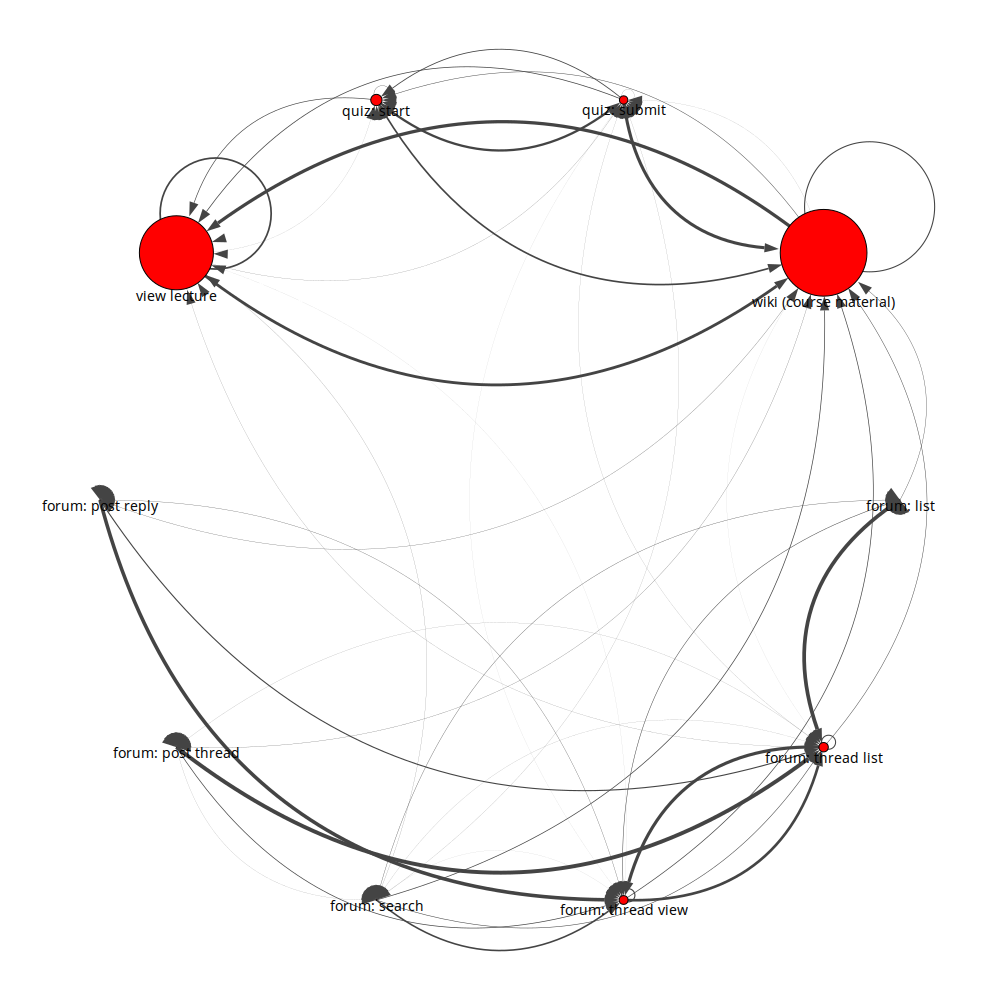 quiz: start
quiz: submit
view lecture
wiki (course material)
forum: post reply
forum: list
forum: post thread
forum: thread list
forum: search
forum: thread view